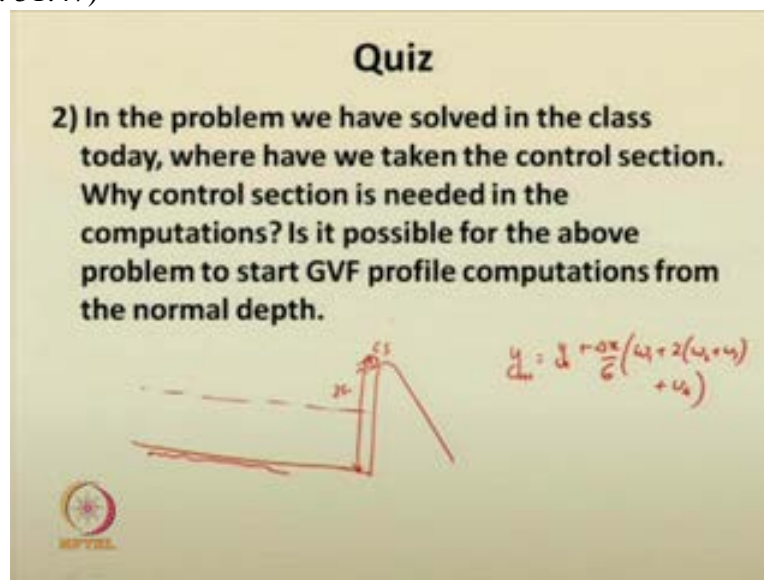 Quiz
2) In the problem we have solved in the class
today, where have we taken the control section.
Why control section is needed in the
computations? Is it possible for the above
problem to start GVF profile computations from
the normal depth.
CS
NPTEL